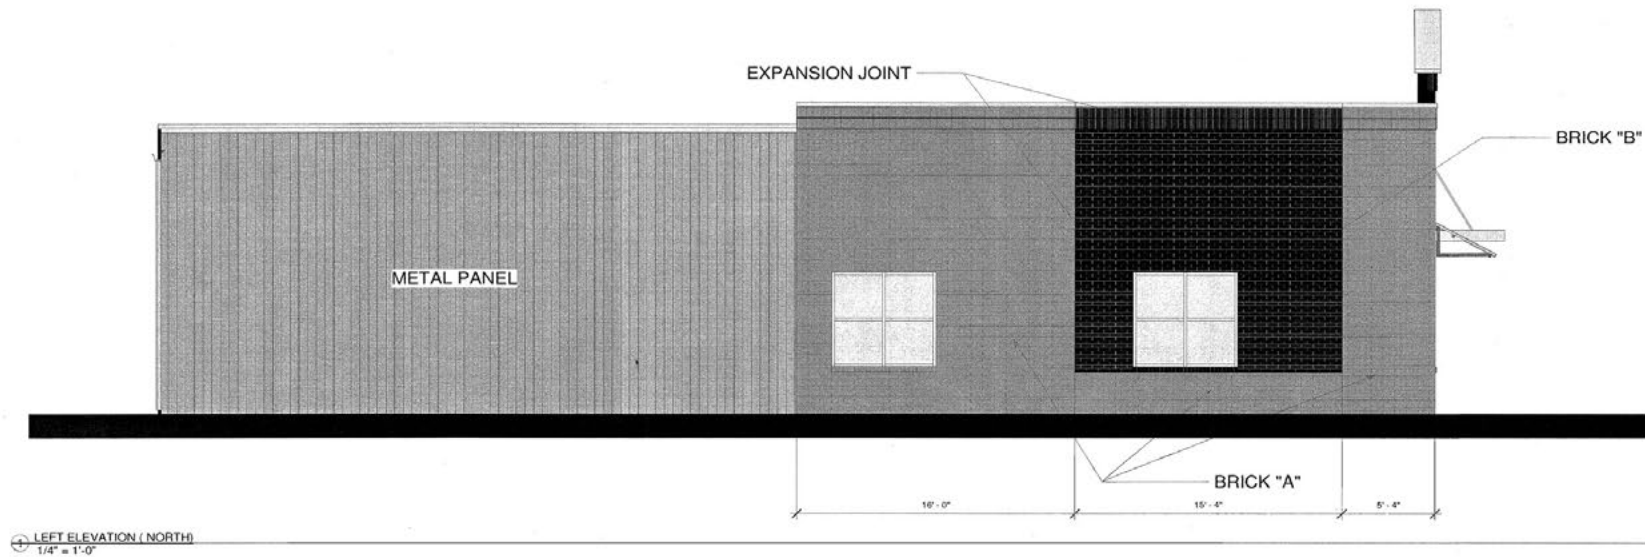 EXPANSION JOINT
BRICK "B"
METAL PANEL
BRICK "A"
16' - 0"
15' - 4"
5' - 4"
1
LEFT ELEVATION ( NORTH)
1/4" = 1'-0"